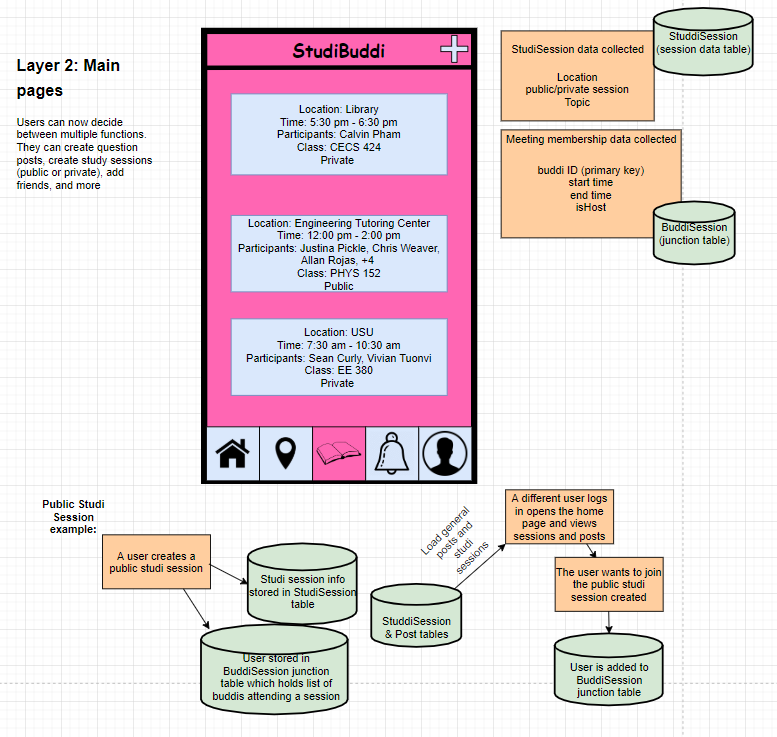 Layer 2: Main
pages
Users can now decide
between multiple functions.
They can create question
posts, create study sessions
(public or private), add
friends, and more
StudiBuddi
Location: Library
Time: 5:30 pm - 6:30 pm
Participants: Calvin Pham
Class: CECS 424
Private
Location: Engineering Tutoring Center
Time: 12:00 pm - 2:00 pm
Participants: Justina Pickle, Chris Weaver,
Allan Rojas, +4
Class: PHYS 152
Public
Location: USU
Time: 7:30 am - 10:30 am
Participants: Sean Curly, Vivian Tuonvi
Class: EE 380
Private
StudiSession data collected
Location
public/private session
Topic
StuddiSession
(session data table)
Meeting membership data collected
buddi ID (primary key)
start time
end time
isHost
BuddiSession
(junction table)
Public Studi
Session
example:
A user creates a
public studi session
Studi session info
stored in StudiSession
table
User stored in
BuddiSession junction
table which holds list of
buddis attending a session
StuddiSession
& Post tables
Load general
posts and
studi
sessions
A different user logs
in opens the home
page and views
sessions and posts
The user wants to join
the public studi
session created
User is added to
BuddiSession
junction table